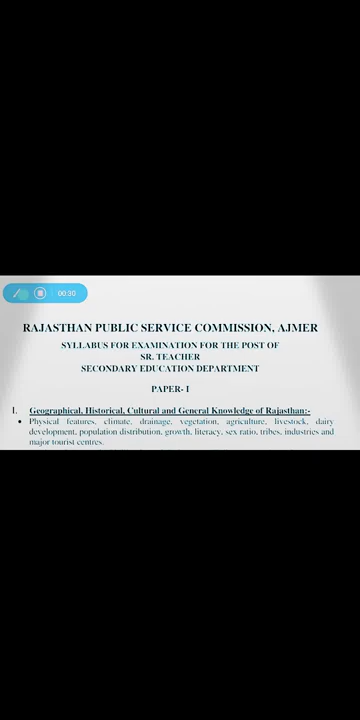 00:30
RAJASTHAN PUBLIC SERVICE COMMISSION, AJMER
SYLLABUS FOR EXAMINATION FOR THE POST OF
SR. TEACHER
SECONDARY EDUCATION DEPARTMENT
PAPER- I
I. Geographical, Historical, Cultural and General Knowledge of Rajasthan:-
• Physical features, climate, drainage, vegetation, agriculture, livestock, dairy
development, population distribution, growth, literacy, sex ratio, tribes, industries and
major tourist centres.